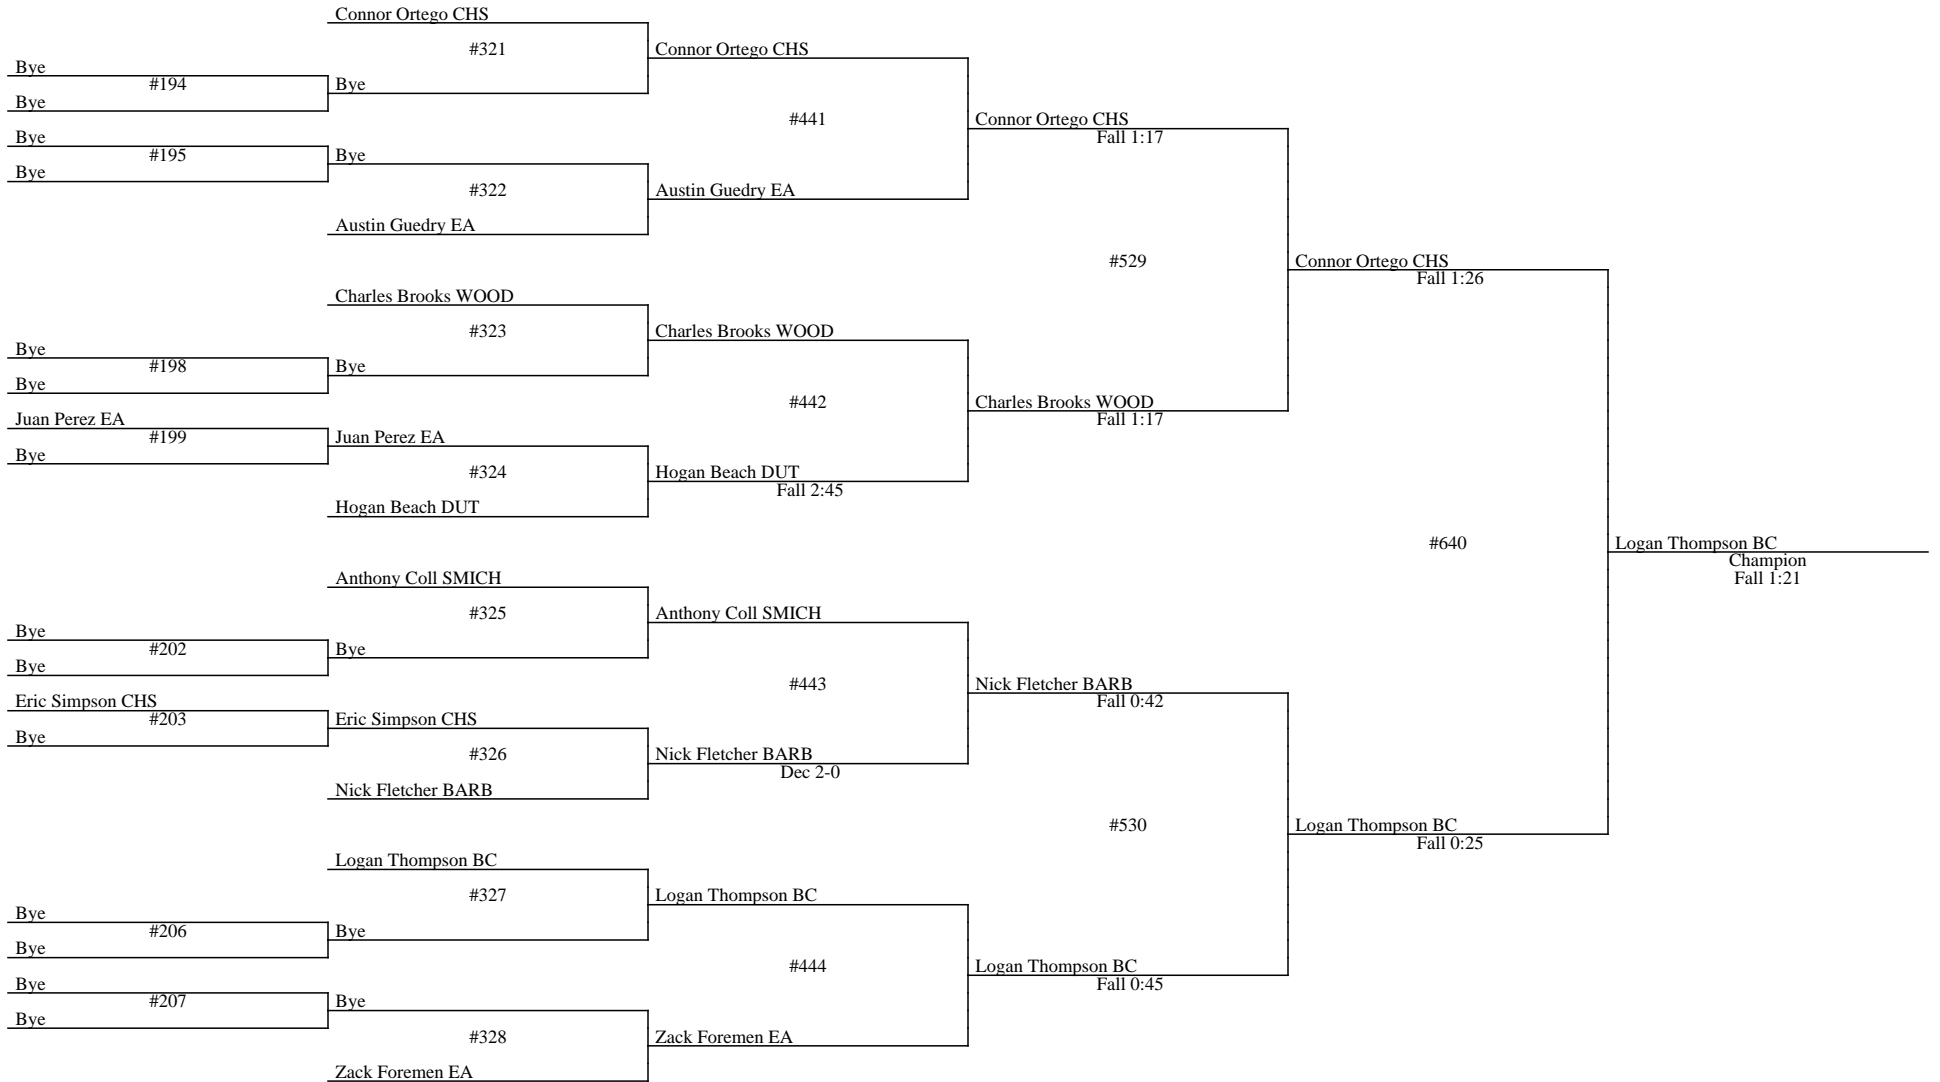 Connor Ortego CHS
#321
Connor Ortego CHS
Bye
#194
Bye
Bye
#441
Connor Ortego CHS
Fall 1:17
Bye
#195
Bye
Bye
#322
Austin Guedry EA
Austin Guedry EA
#529
Connor Ortego CHS
Fall 1:26
Charles Brooks WOOD
#323
Charles Brooks WOOD
Bye
#198
Bye
Bye
#442
Charles Brooks WOOD
Fall 1:17
Juan Perez EA
#199
Juan Perez EA
Bye
#324
Hogan Beach DUT
Fall 2:45
Hogan Beach DUT
#640
Logan Thompson BC
Champion
Fall 1:21
Anthony Coll SMICH
#325
Anthony Coll SMICH
Bye
#202
Bye
Bye
#443
Nick Fletcher BARB
Fall 0:42
Eric Simpson CHS
#203
Eric Simpson CHS
Bye
#326
Nick Fletcher BARB
Dec 2-0
Nick Fletcher BARB
#530
Logan Thompson BC
Fall 0:25
Logan Thompson BC
#327
Logan Thompson BC
Bye
#206
Bye
Bye
#444
Logan Thompson BC
Fall 0:45
Bye
#207
Bye
Bye
#328
Zack Foremen EA
Zack Foremen EA